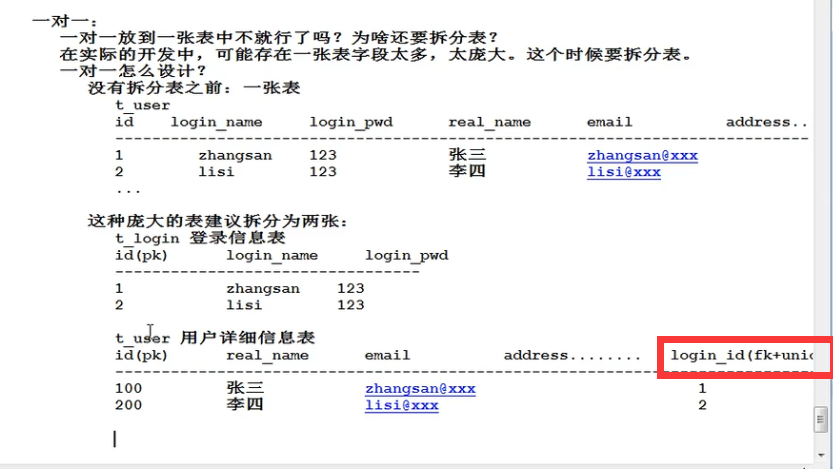 一对一:
一对一放到一张表中不就行了吗? 为啥还要拆分表?
在实际的开发中, 可能存在一张表字段太多, 太庞大。这个时候要拆分表。
一对一怎么设计?
没有拆分表之前: 一张表
t_user
id login_name login_pwd real_name email address..
--------------------------------------------------------------------------
1 zhangsan 123 张三 zhangsan@xxx
2 lisi 123 李四 lisi@xxx
...
这种庞大的表建议拆分为两张:
t_login 登录信息表
id(pk) login_name login_pwd
---------------------------------
1 zhangsan 123
2 lisi 123
t_user 用户详细信息表
id(pk) real_name email address........ login_id(fk+uniq
--------------------------------------------------------------------------
100 张三 zhangsan@xxx 1
200 李四 lisi@xxx 2